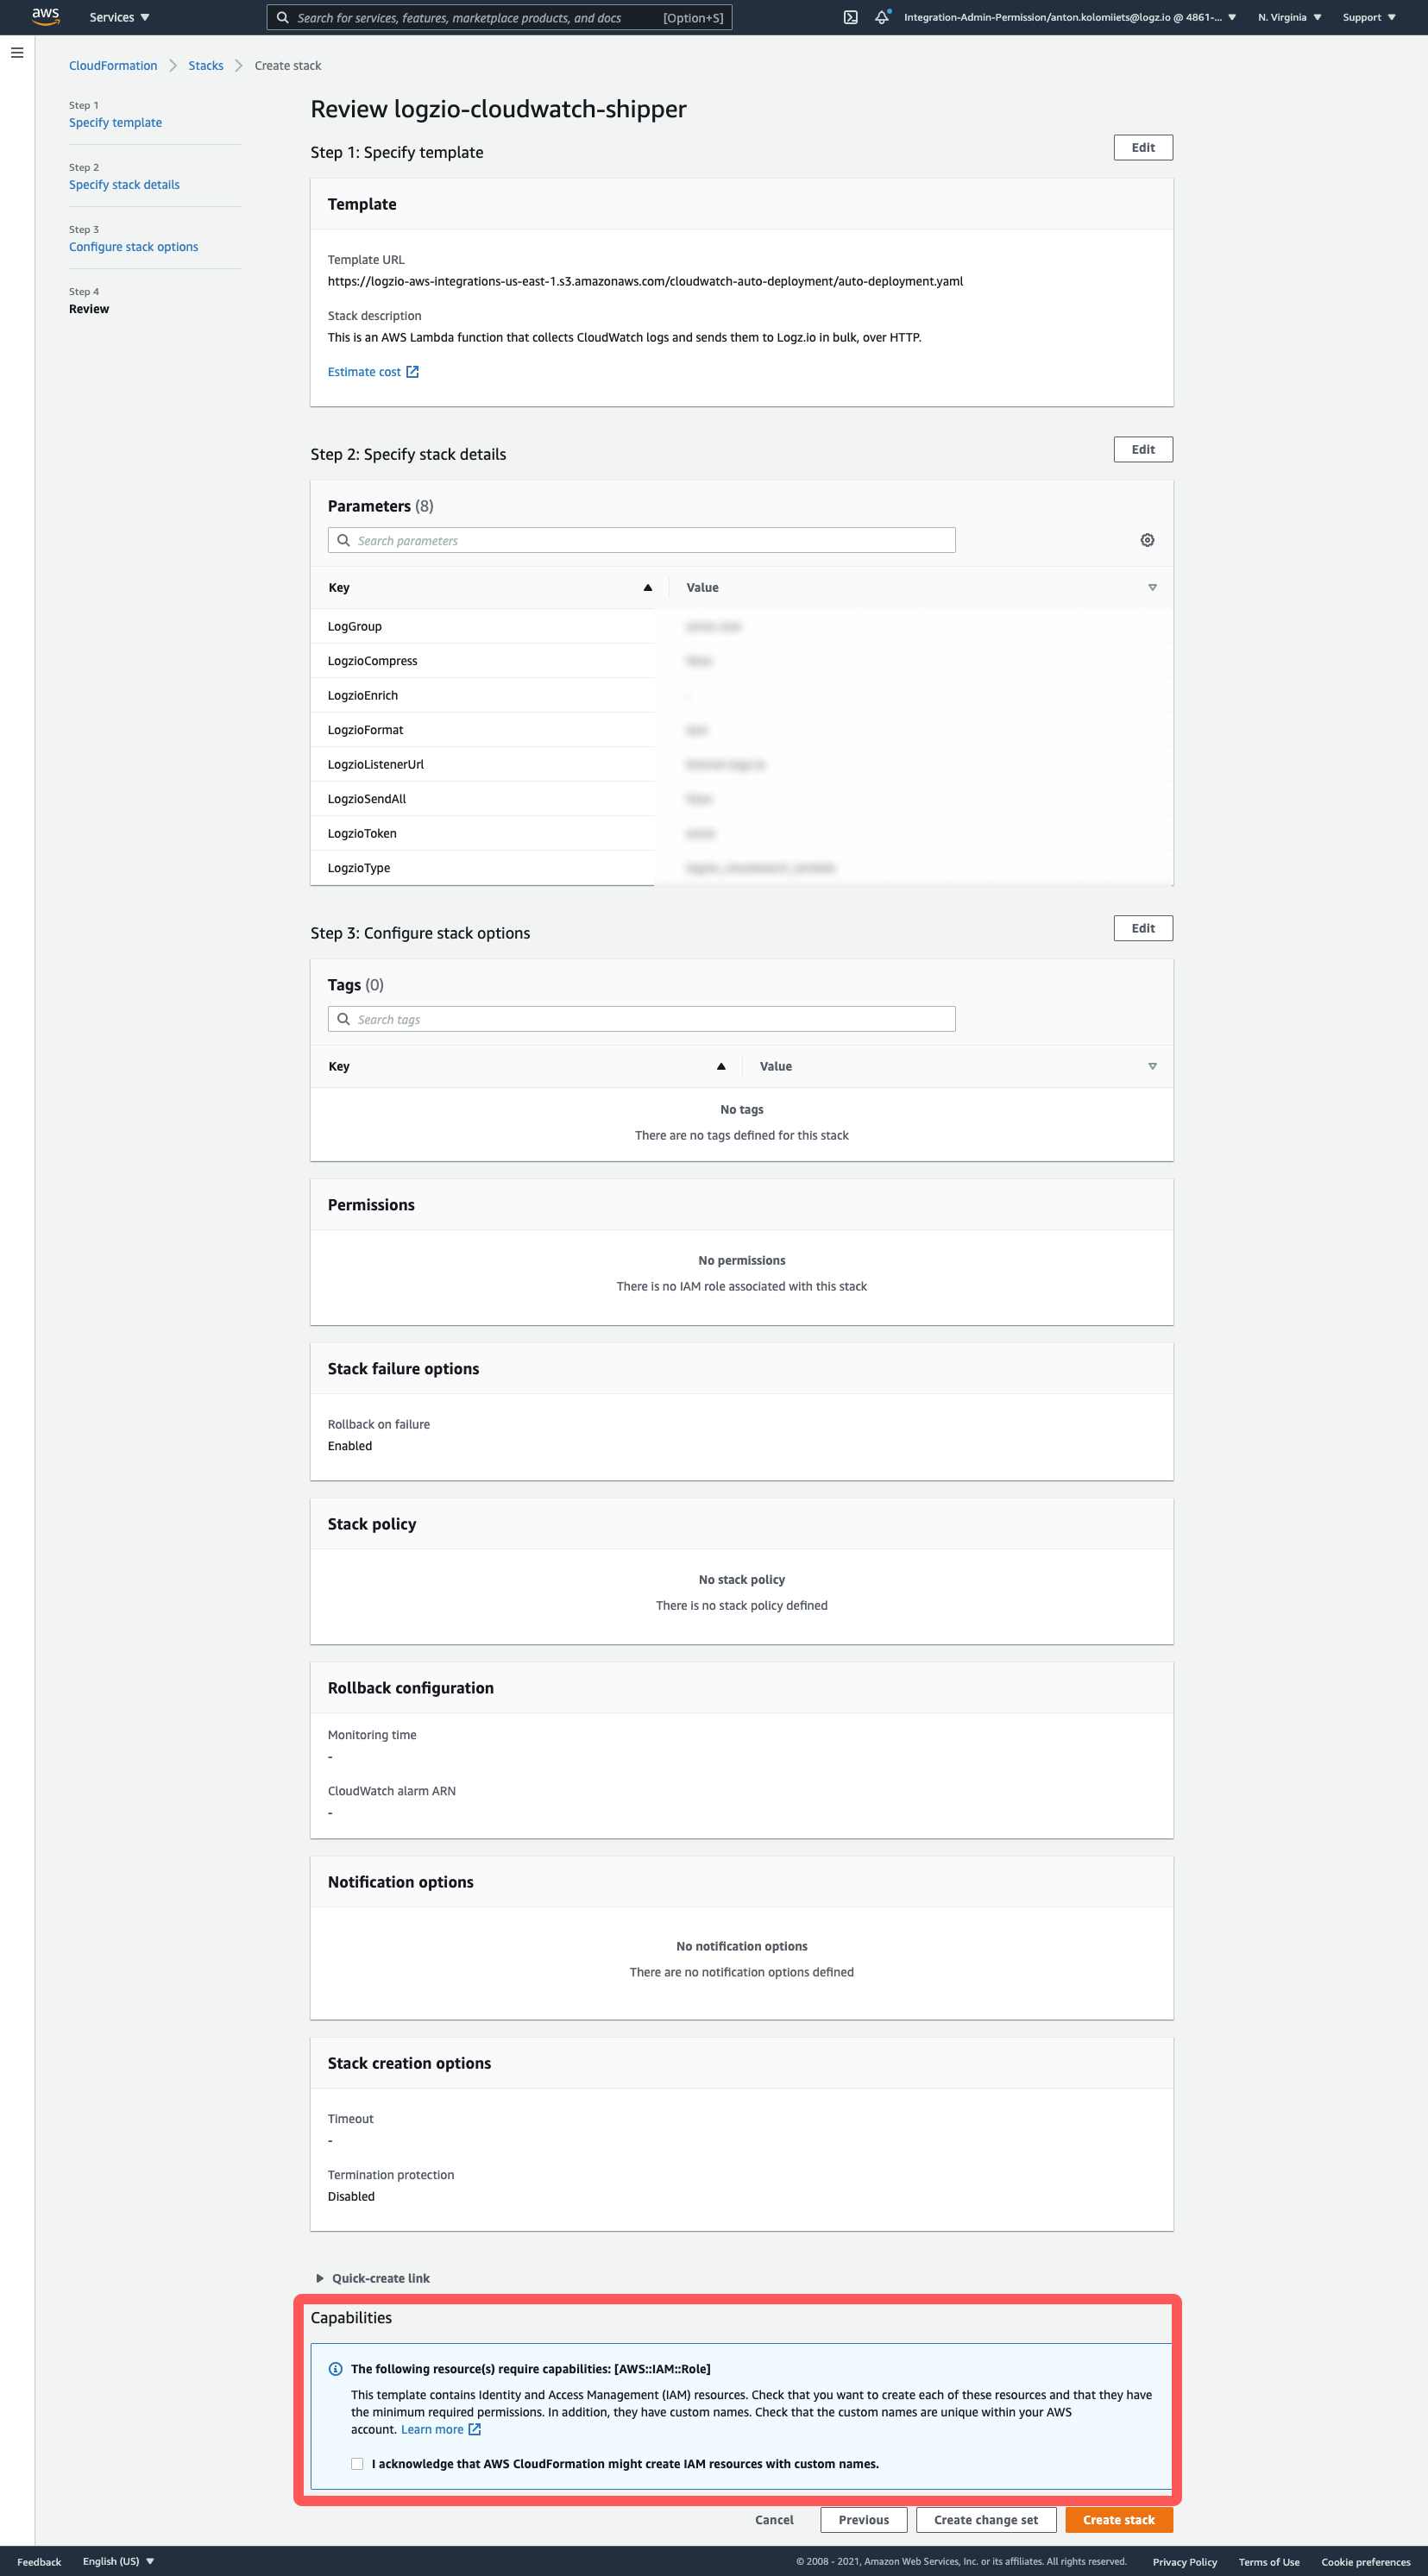 aws
Services
Search for services, features, marketplace products, and docs
[Option+S]
Integration-Admin-Permission/anton.kolomiiets@logz.io @ 4861-...
N. Virginia
Support
CloudFormation
Stacks
Create stack
Step 1
Specify template
Step 2
Specify stack details
Step 3
Configure stack options
Step 4
Review
Review logzio-cloudwatch-shipper
Step 1: Specify template
Edit
Template
Template URL
https://logzio-aws-integrations-us-east-1.s3.amazonaws.com/cloudwatch-auto-deployment/auto-deployment.yaml
Stack description
This is an AWS Lambda function that collects CloudWatch logs and sends them to Logz.io in bulk, over HTTP.
Estimate cost
Step 2: Specify stack details
Edit
Parameters (8)
Search parameters
Key
Value
LogGroup
LogzioCompress
LogzioEnrich
LogzioFormat
LogzioListenerUrl
LogzioSendAll
LogzioToken
LogzioType
Step 3: Configure stack options
Edit
Tags (0)
Search tags
Key
Value
No tags
There are no tags defined for this stack
Permissions
No permissions
There is no IAM role associated with this stack
Stack failure options
Rollback on failure
Enabled
Stack policy
No stack policy
There is no stack policy defined
Rollback configuration
Monitoring time
-
CloudWatch alarm ARN
-
Notification options
No notification options
There are no notification options defined
Stack creation options
Timeout
-
Termination protection
Disabled
Quick-create link
Capabilities
The following resource(s) require capabilities: [AWS::IAM::Role]
This template contains Identity and Access Management (IAM) resources. Check that you want to create each of these resources and that they have
the minimum required permissions. In addition, they have custom names. Check that the custom names are unique within your AWS
account. Learn more
I acknowledge that AWS CloudFormation might create IAM resources with custom names.
Cancel
Previous
Create change set
Create stack
Feedback
English (US)
© 2008 - 2021, Amazon Web Services, Inc. or its affiliates. All rights reserved.
Privacy Policy
Terms of Use
Cookie preferences